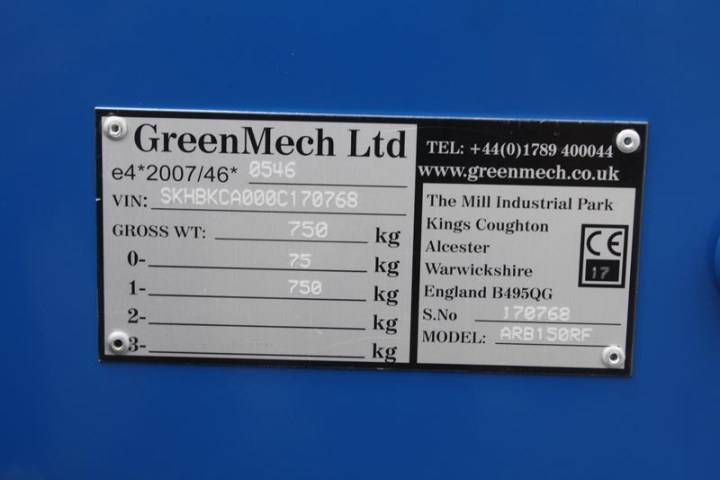 GreenMech Ltd
e4*2007/46* 0546
VIN: SKHBKCA000C170768
GROSS WT: 750 kg
0- 75 kg
1- 750 kg
2- kg
3- kg
TEL: +44(0)1789 400044
www.greenmech.co.uk
The Mill Industrial Park
Kings Coughton
Alcester
Warwickshire
England B495QG
CE
17
S.No 170768
MODEL: ARB150RF